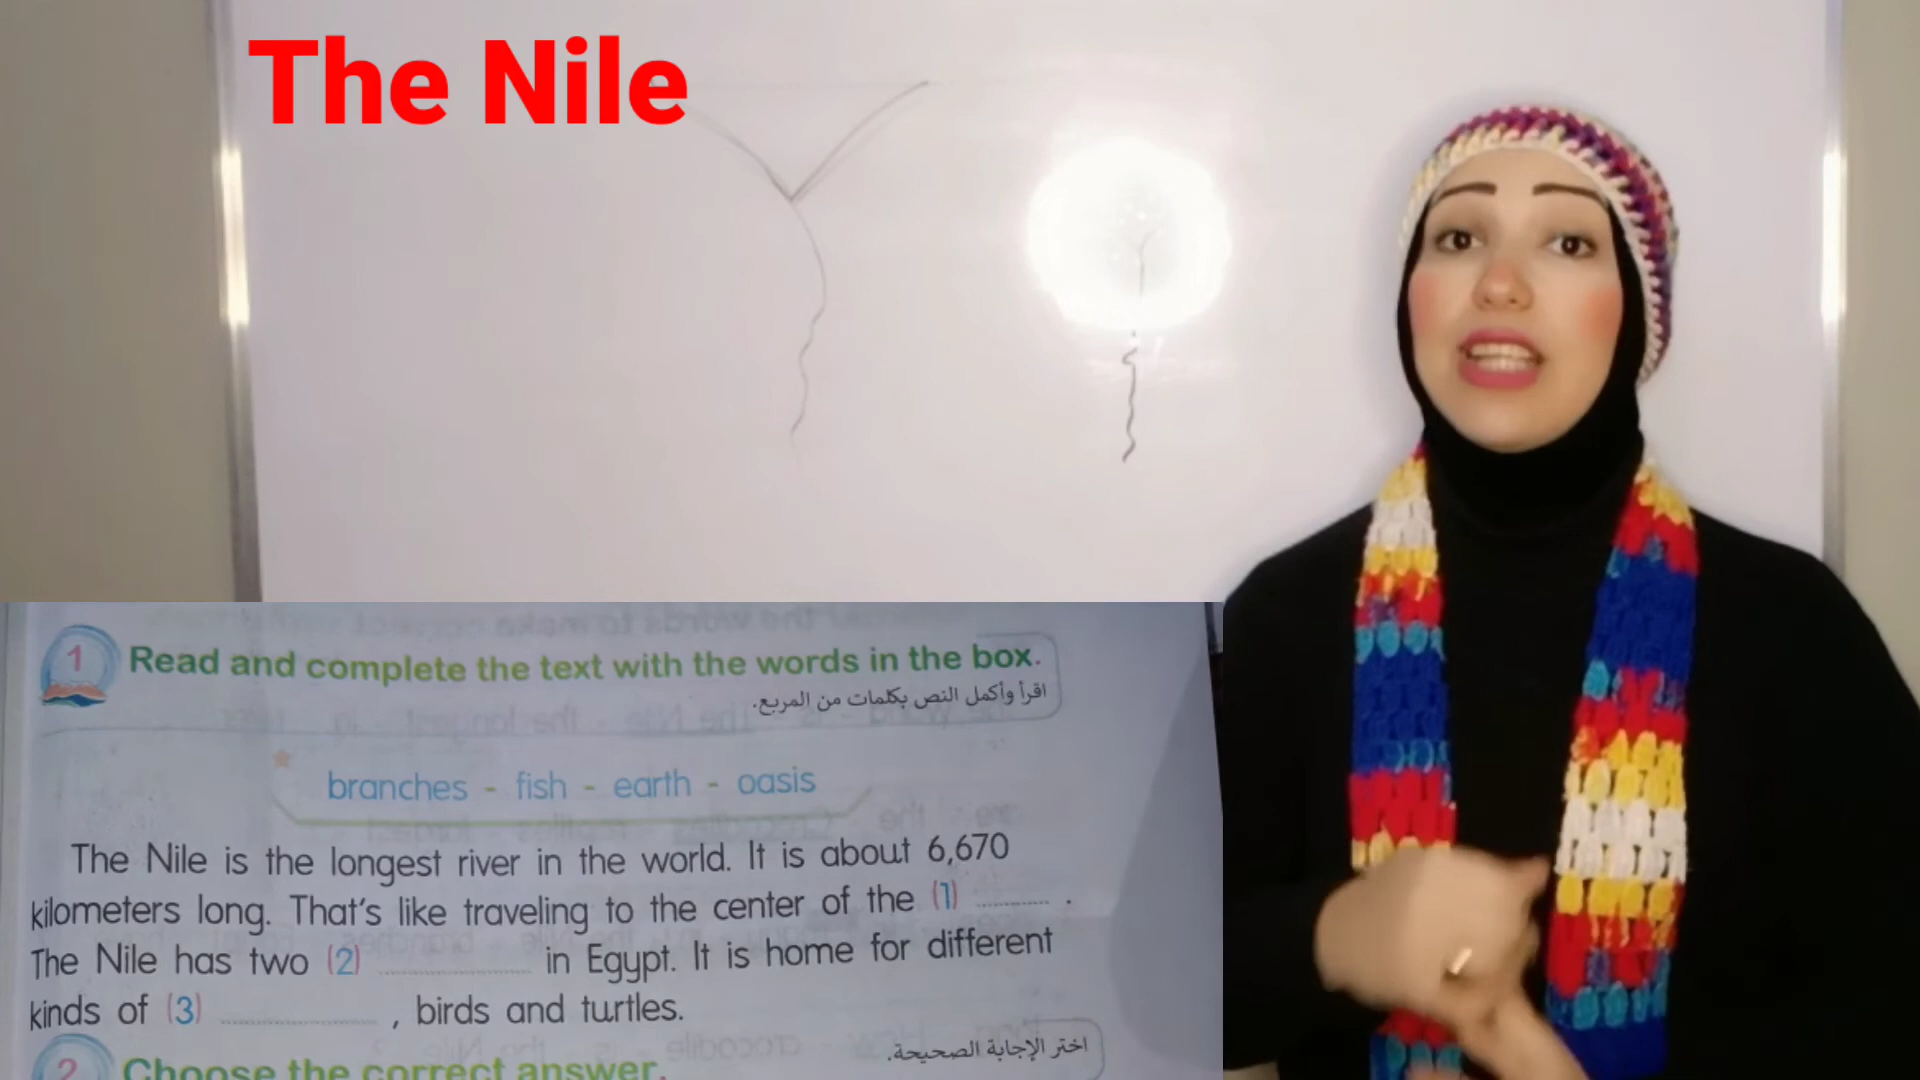 The Nile
1 Read and complete the text with the words in the box.
اقرأ وأكمل النص بكلمات من المربع.
branches - fish - earth - oasis
The Nile is the longest river in the world. It is about 6,670
kilometers long. That's like traveling to the center of the (1) ............ .
The Nile has two (2) ........................ in Egypt. It is home for different
kinds of (3) ........................ , birds and turtles.
2 Choose the correct answer.
اختر الإجابة الصحيحة.